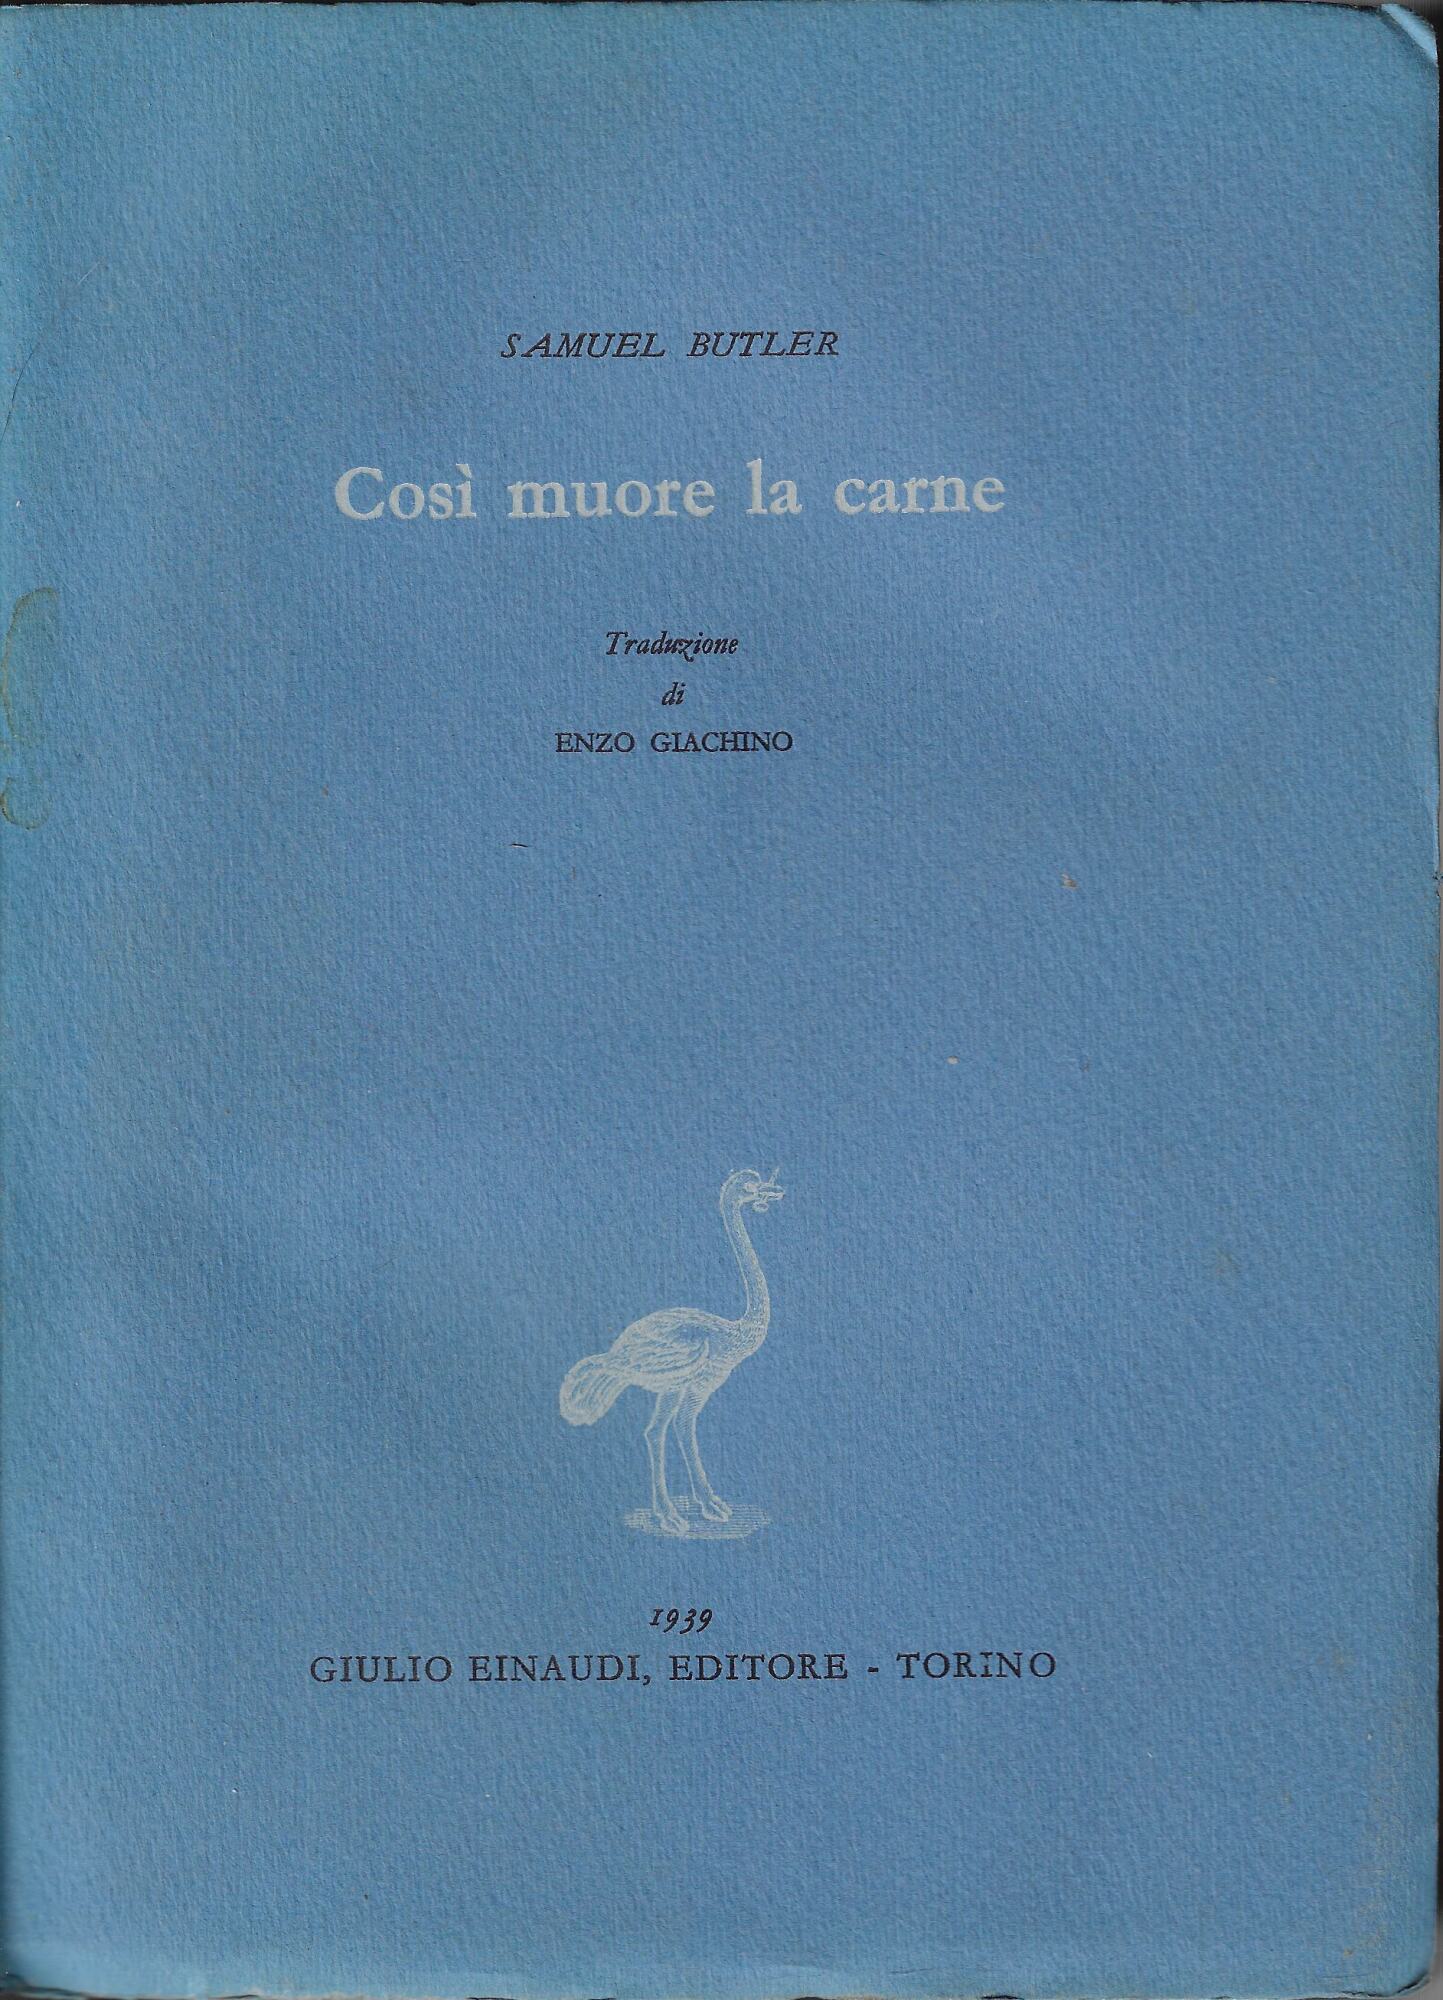 SAMUEL BUTLER
Così muore la carne
Traduzione
di
ENZO GIACHINO
1939
GIULIO EINAUDI, EDITORE - TORINO